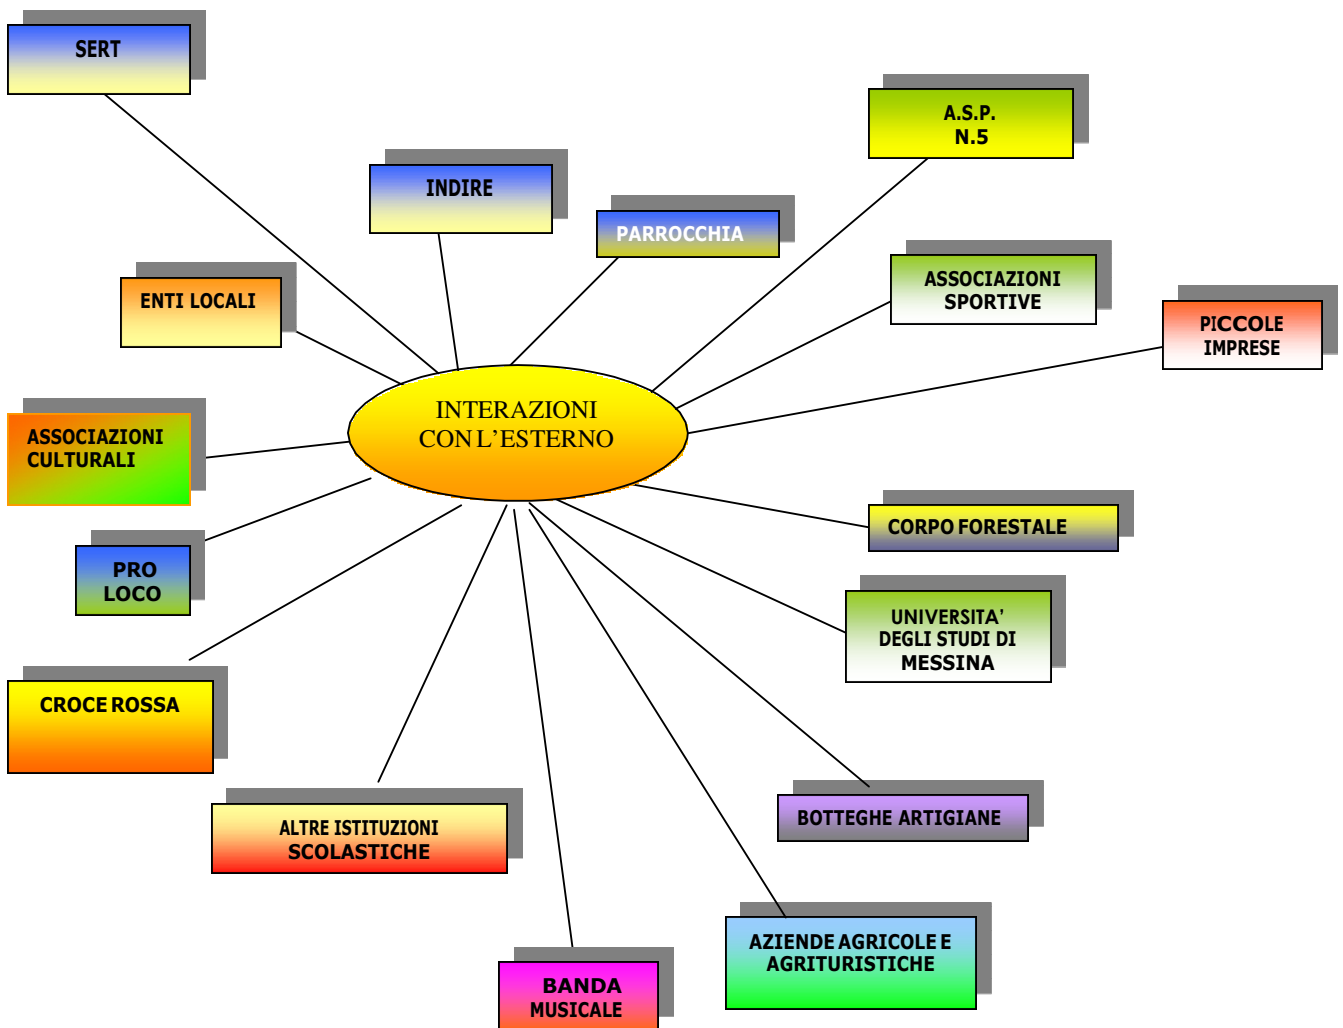 SERT
A.S.P.
N.5
INDIRE
PARROCCHIA
ASSOCIAZIONI
SPORTIVE
ENTI LOCALI
PICCOLE
IMPRESE
INTERAZIONI
CON L’ESTERNO
ASSOCIAZIONI
CULTURALI
CORPO FORESTALE
PRO
LOCO
UNIVERSITA’
DEGLI STUDI DI
MESSINA
CROCE ROSSA
BOTTEGHE ARTIGIANE
ALTRE ISTITUZIONI
SCOLASTICHE
AZIENDE AGRICOLE E
AGRITURISTICHE
BANDA
MUSICALE